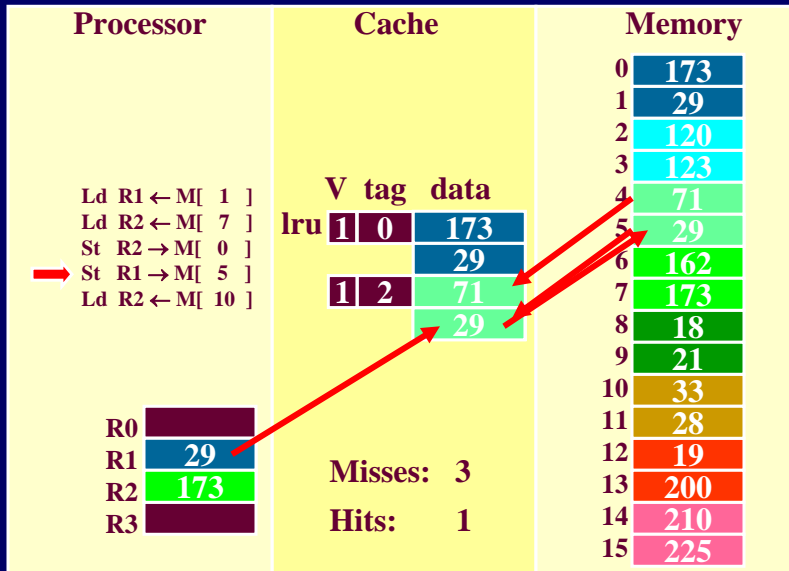 Processor Cache Memory
Ld R1 ← M[ 1 ]
Ld R2 ← M[ 7 ]
St R2 → M[ 0 ]
St R1 → M[ 5 ]
Ld R2 ← M[ 10 ]
R0
R1 29
R2 173
R3
V tag data
lru 1 0 173
29
1 2 71
29
Misses: 3
Hits: 1
0 173
1 29
2 120
3 123
4 71
5 29
6 162
7 173
8 18
9 21
10 33
11 28
12 19
13 200
14 210
15 225